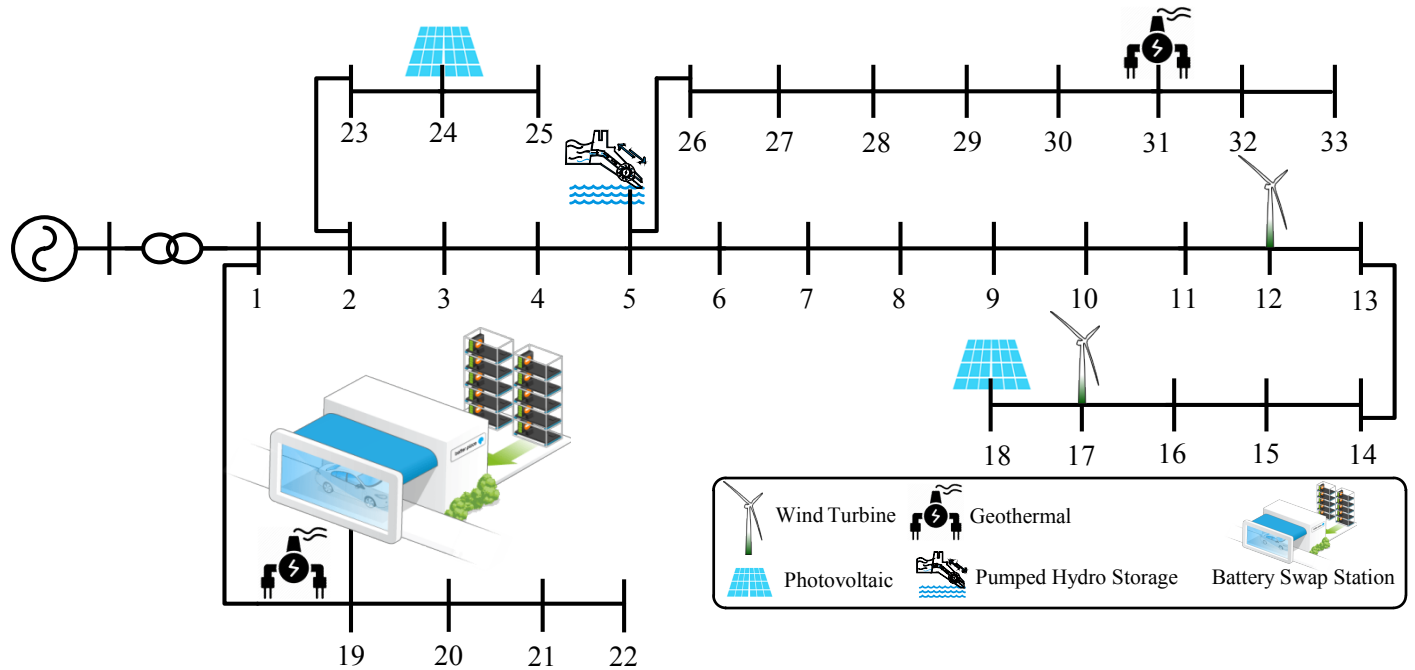 23 24 25
26 27 28 29 30 31 32 33
1 2 3 4 5 6 7 8 9 10 11 12 13
18 17 16 15 14
Wind Turbine Geothermal
Photovoltaic Pumped Hydro Storage Battery Swap Station
19 20 21 22